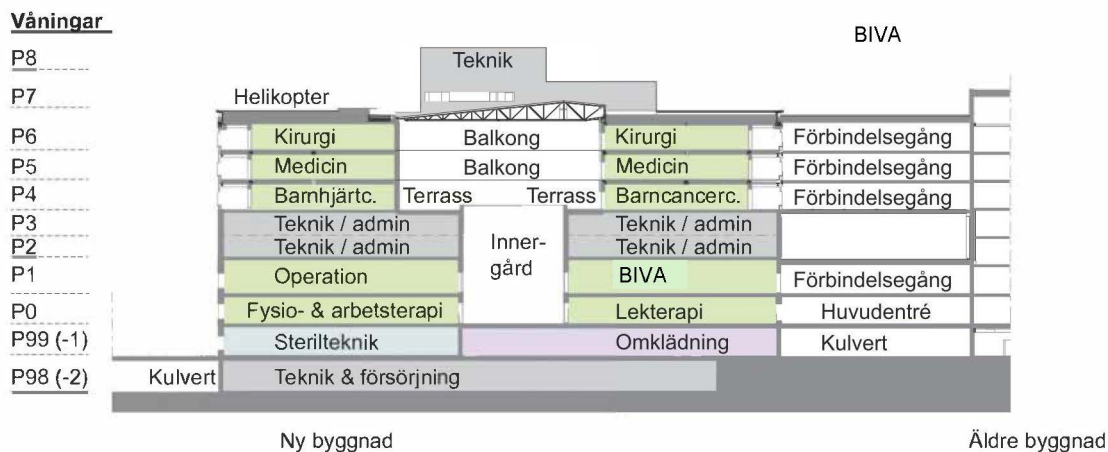 Våningar
BIVA
P8
Teknik
P7
Helikopter
P6
Kirurgi
Balkong
Kirurgi
Förbindelsegång
P5
Medicin
Balkong
Medicin
Förbindelsegång
P4
Barnhjärtc.
Terrass
Terrass
Barncancerc.
Förbindelsegång
P3
Teknik / admin
Teknik / admin
P2
Teknik / admin
Inner-
gård
Teknik / admin
P1
Operation
BIVA
Förbindelsegång
P0
Fysio- & arbetsterapi
Lekterapi
Huvudentré
P99 (-1)
Sterilteknik
Omklädning
Kulvert
P98 (-2)
Kulvert
Teknik & försörjning
Ny byggnad
Äldre byggnad